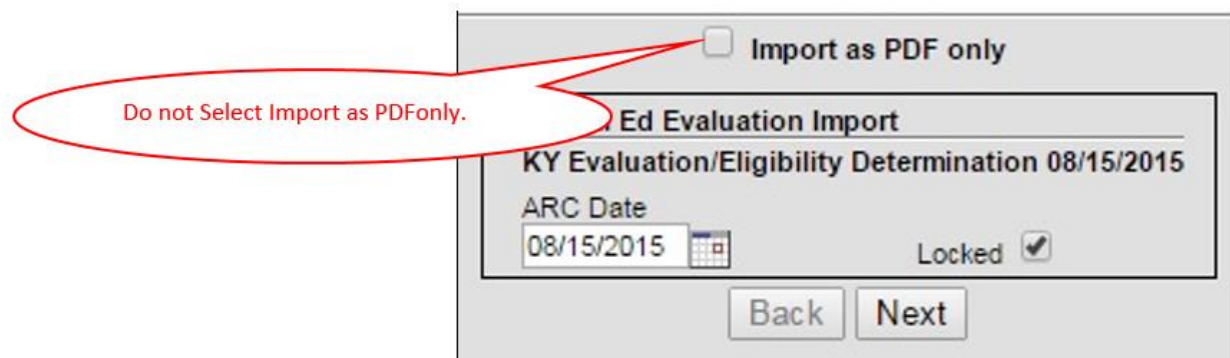 Import as PDF only
Do not Select Import as PDFonly.
Ed Evaluation Import
KY Evaluation/Eligibility Determination 08/15/2015
ARC Date
08/15/2015
Locked
Back Next